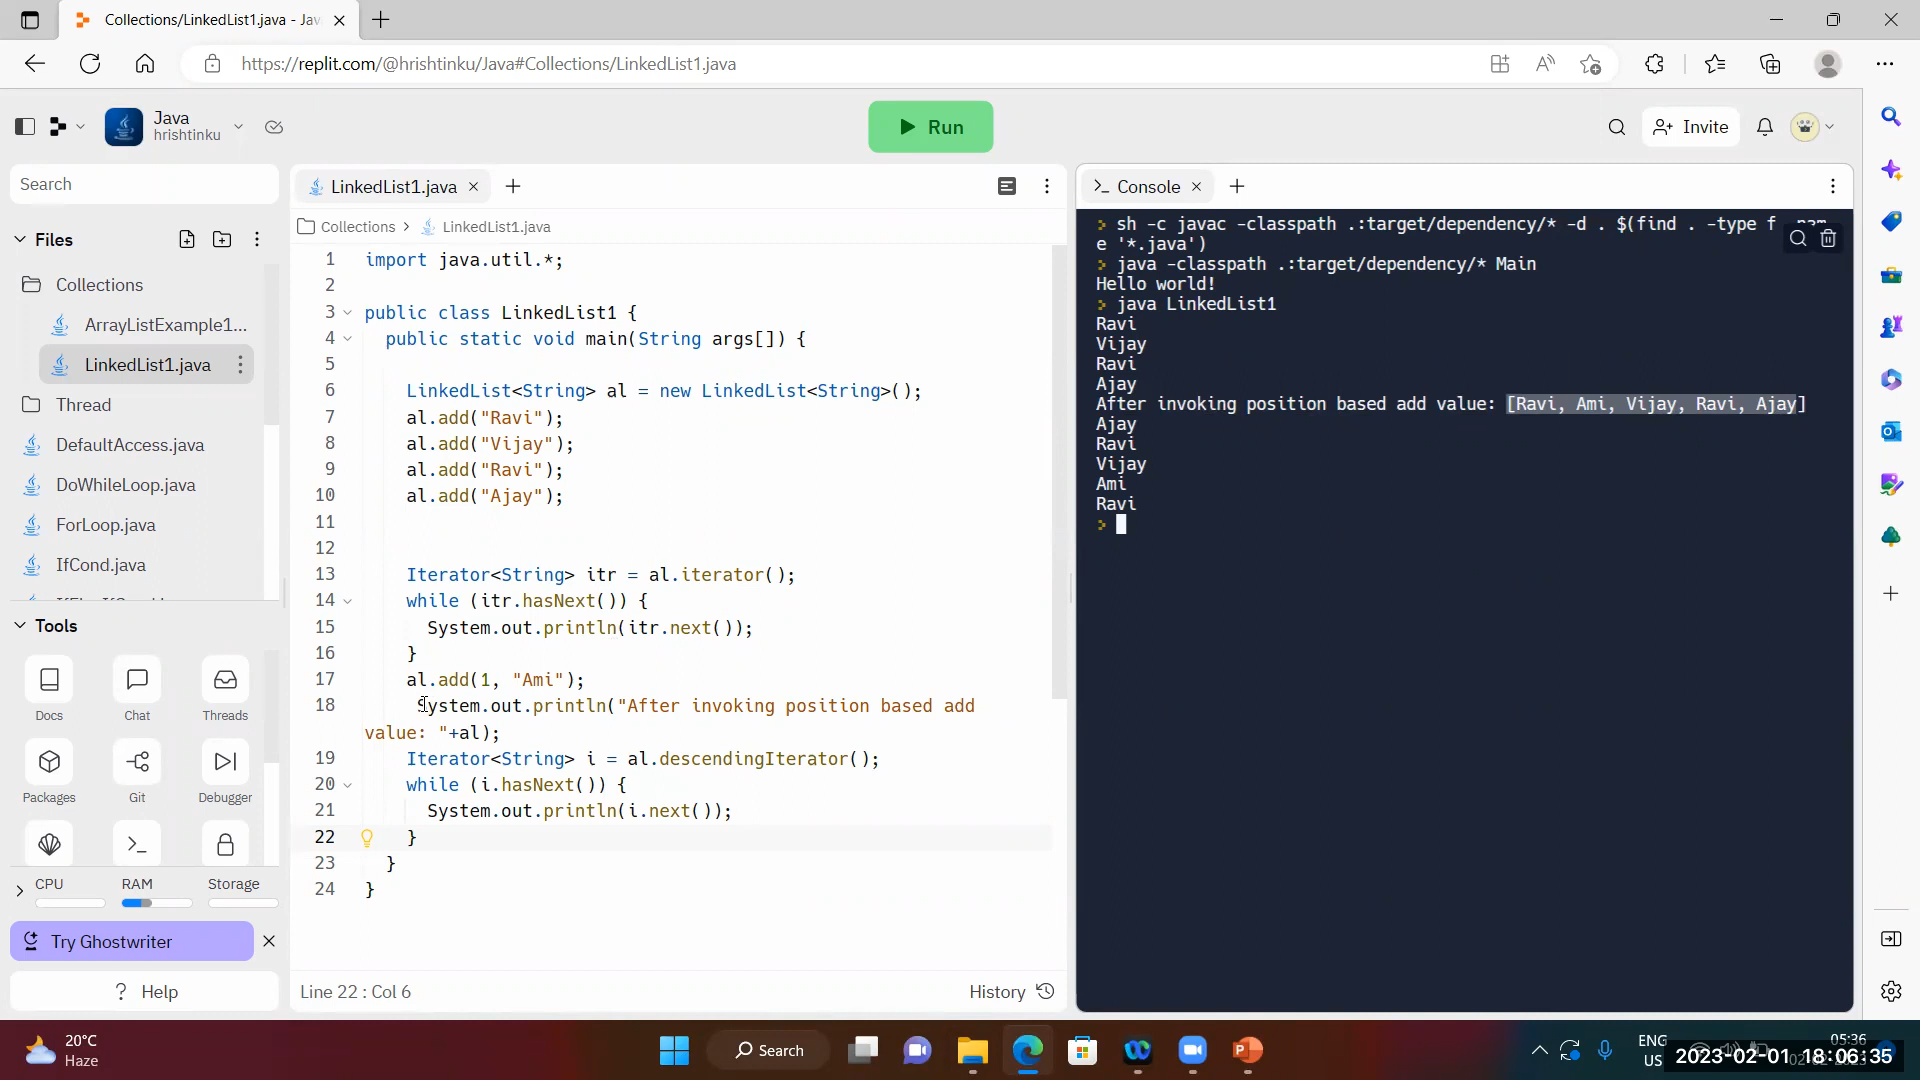 Collections/LinkedList1.java - Jav
https://replit.com/@hrishtinku/Java#Collections/LinkedList1.java
Java
hrishtinku
Run
Invite
Search
Files
Collections
ArrayListExample1...
LinkedList1.java
Thread
DefaultAccess.java
DoWhileLoop.java
ForLoop.java
IfCond.java
Tools
Docs
Chat
Threads
Packages
Git
Debugger
CPU
RAM
Storage
Try Ghostwriter
? Help
LinkedList1.java
Collections > LinkedList1.java
1 import java.util.*;
2
3 public class LinkedList1 {
4 public static void main(String args[]) {
5
6 LinkedList<String> al = new LinkedList<String>();
7 al.add("Ravi");
8 al.add("Vijay");
9 al.add("Ravi");
10 al.add("Ajay");
11
12
13 Iterator<String> itr = al.iterator();
14 while (itr.hasNext()) {
15 System.out.println(itr.next());
16 }
17 al.add(1, "Ami");
18 System.out.println("After invoking position based add
value: "+al);
19 Iterator<String> i = al.descendingIterator();
20 while (i.hasNext()) {
21 System.out.println(i.next());
22 }
23 }
24 }
Line 22 : Col 6
History
Console
> sh -c javac -classpath .:target/dependency/* -d . $(find . -type f -nam
e '*.java')
> java -classpath .:target/dependency/* Main
Hello world!
> java LinkedList1
Ravi
Vijay
Ravi
Ajay
After invoking position based add value: [Ravi, Ami, Vijay, Ravi, Ajay]
Ajay
Ravi
Vijay
Ami
Ravi
>
20°C
Haze
Search
ENG
US
05:36
2023-02-01 18:06:35